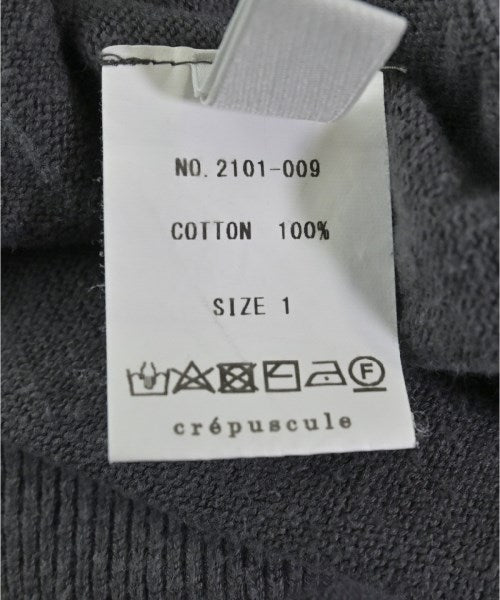 NO. 2101-009
COTTON 100%
SIZE 1
F
crépuscule